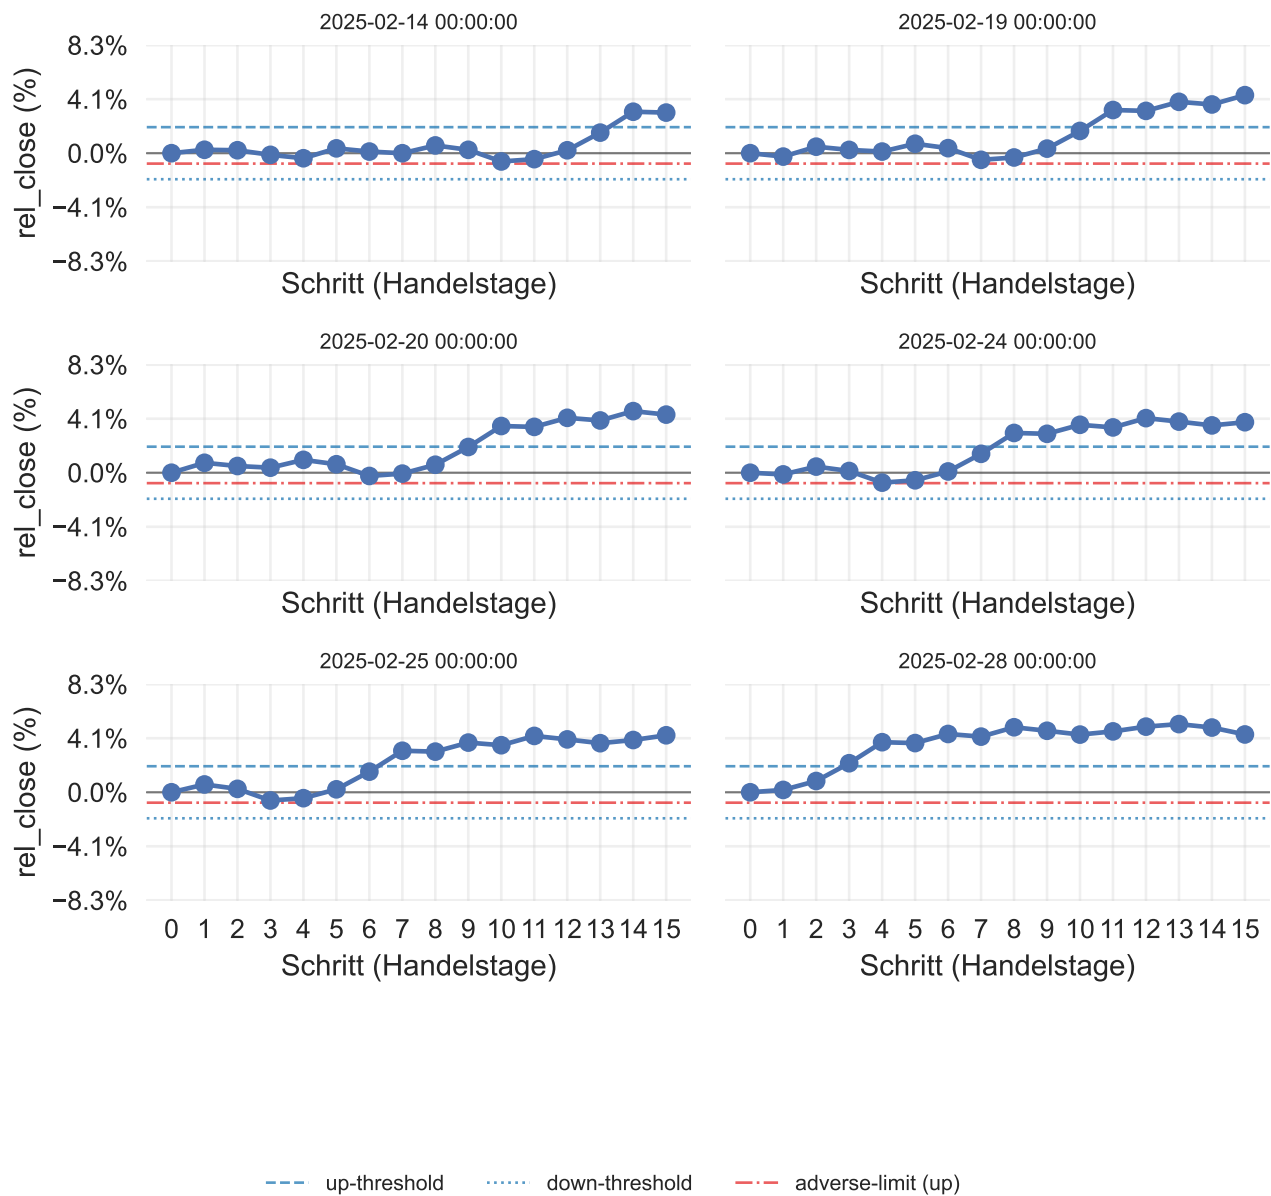 2025-02-14 00:00:00
2025-02-19 00:00:00
8.3%
4.1%
0.0%
−4.1%
−8.3%
rel_close (%)
Schritt (Handelstage)
Schritt (Handelstage)
2025-02-20 00:00:00
2025-02-24 00:00:00
8.3%
4.1%
0.0%
−4.1%
−8.3%
rel_close (%)
Schritt (Handelstage)
Schritt (Handelstage)
2025-02-25 00:00:00
2025-02-28 00:00:00
8.3%
4.1%
0.0%
−4.1%
−8.3%
rel_close (%)
0 1 2 3 4 5 6 7 8 9 10 11 12 13 14 15
0 1 2 3 4 5 6 7 8 9 10 11 12 13 14 15
Schritt (Handelstage)
Schritt (Handelstage)
up-threshold down-threshold adverse-limit (up)